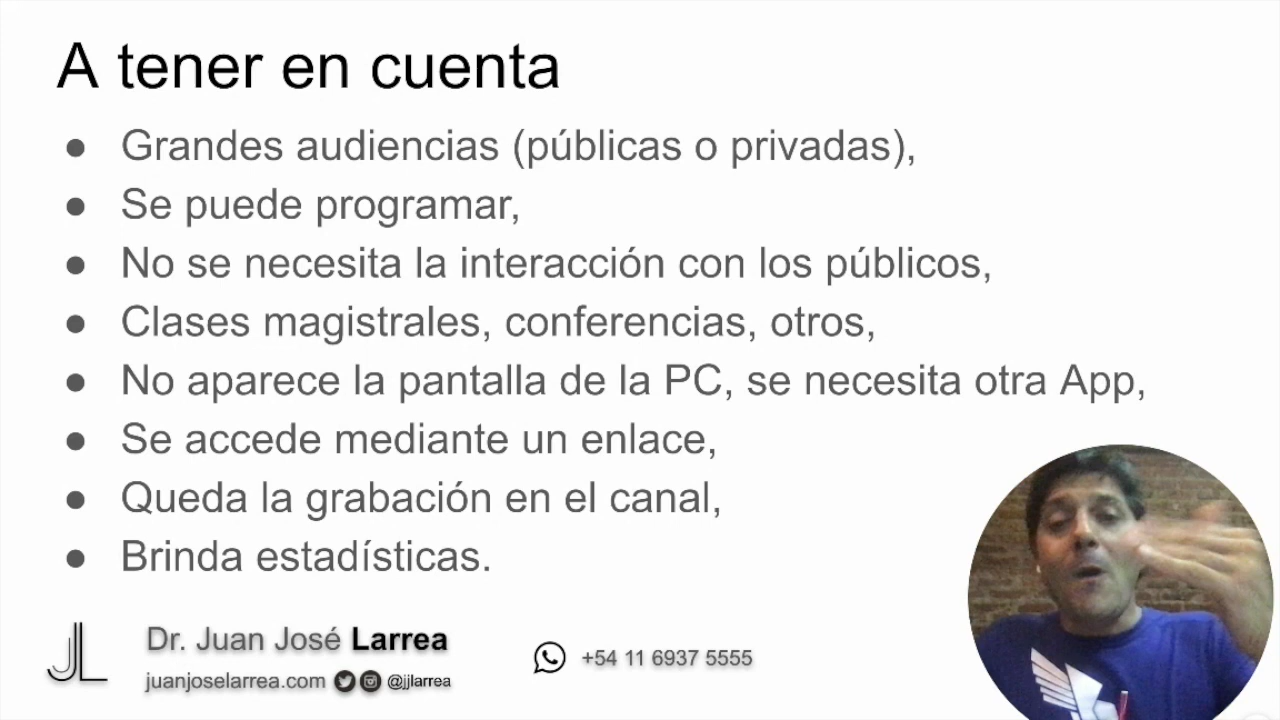 A tener en cuenta
● Grandes audiencias (públicas o privadas),
● Se puede programar,
● No se necesita la interacción con los públicos,
● Clases magistrales, conferencias, otros,
● No aparece la pantalla de la PC, se necesita otra App,
● Se accede mediante un enlace,
● Queda la grabación en el canal,
● Brinda estadísticas.
JL
Dr. Juan José Larrea
juanjoselarrea.com @jjlarrea
+54 11 6937 5555